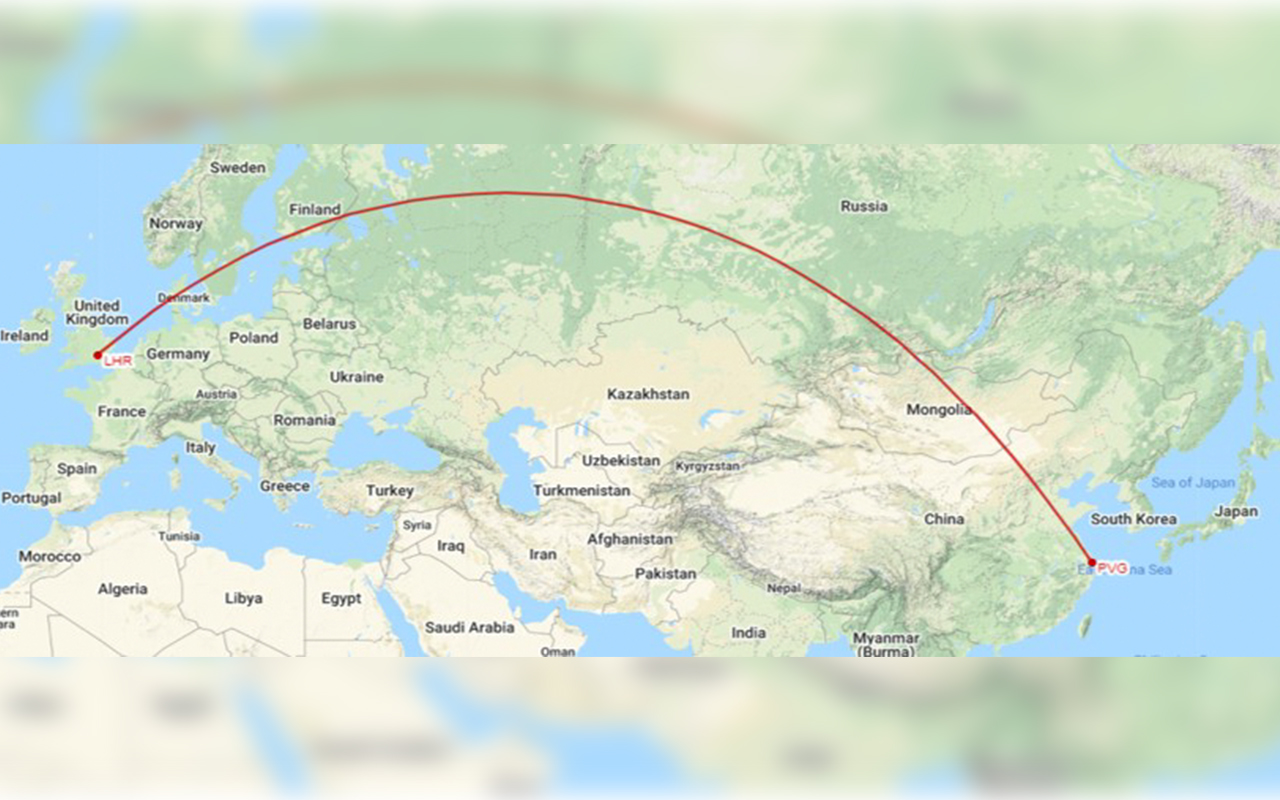 Sweden
Finland
Russia
Norway
Denmark
United
Kingdom
Ireland
Belarus
Poland
LHR
Germany
Ukraine
Austria
Kazakhstan
France
Mongolia
Romania
Italy
Uzbekistan
Kyrgyzstan
Spain
Sea of Japan
Greece
Turkey
Turkmenistan
Portugal
Japan
China
South Korea
Syria
Tunisia
Afghanistan
Iraq
Iran
Morocco
PVG
na Sea
Pakistan
Algeria
Nepal
Libya
Egypt
ern
ara
Saudi Arabia
India
Myanmar
(Burma)
Oman